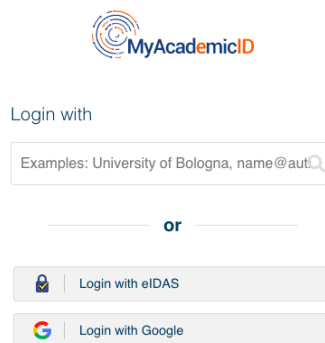 MyAcademicID
Login with
Examples: University of Bologna, name@aut
or
Login with eIDAS
Login with Google